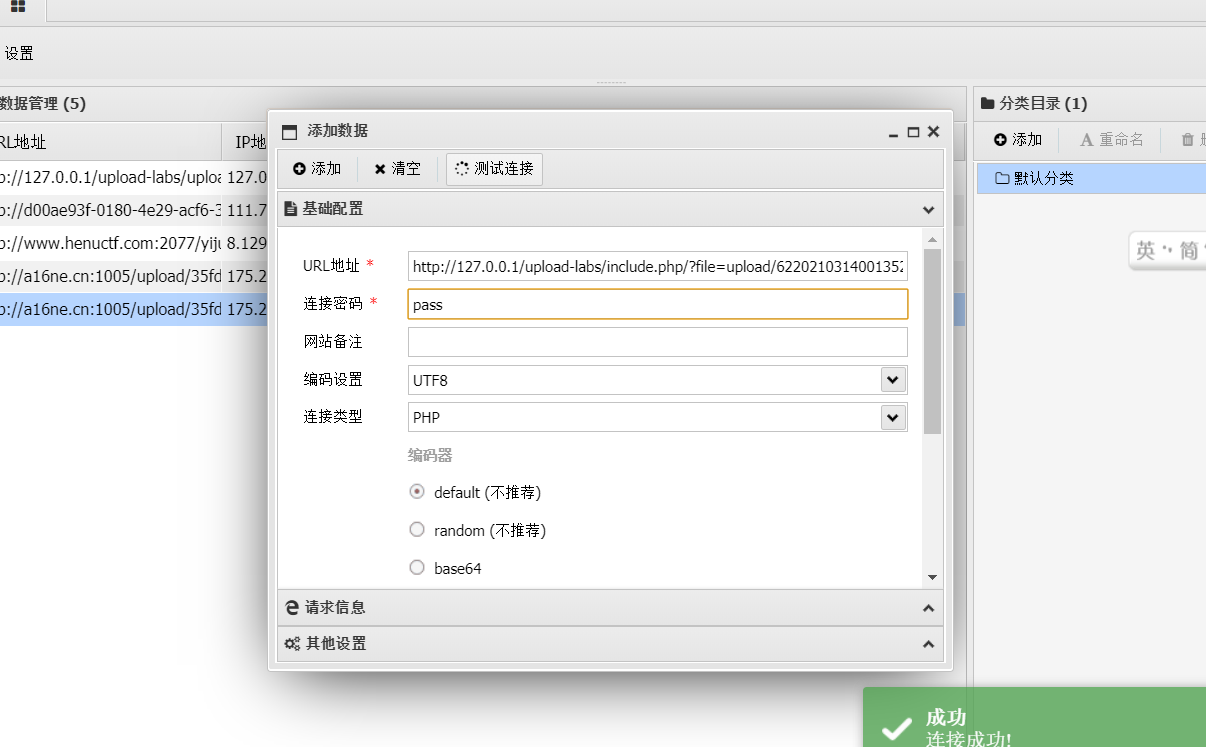 设置
数据管理 (5)
RL地址 IP地
p://127.0.0.1/upload-labs/uploa 127.0
p://d00ae93f-0180-4e29-acf6-3 111.7
p://www.henuctf.com:2077/yiju 8.129
p://a16ne.cn:1005/upload/35fd 175.2
p://a16ne.cn:1005/upload/35fd 175.2
添加数据
添加 清空 测试连接
基础配置
URL地址 * http://127.0.0.1/upload-labs/include.php/?file=upload/6220210314001352
连接密码 * pass
网站备注
编码设置 UTF8
连接类型 PHP
编码器
default (不推荐)
random (不推荐)
base64
请求信息
其他设置
分类目录 (1)
添加 重命名
默认分类
英 简
成功
连接成功!